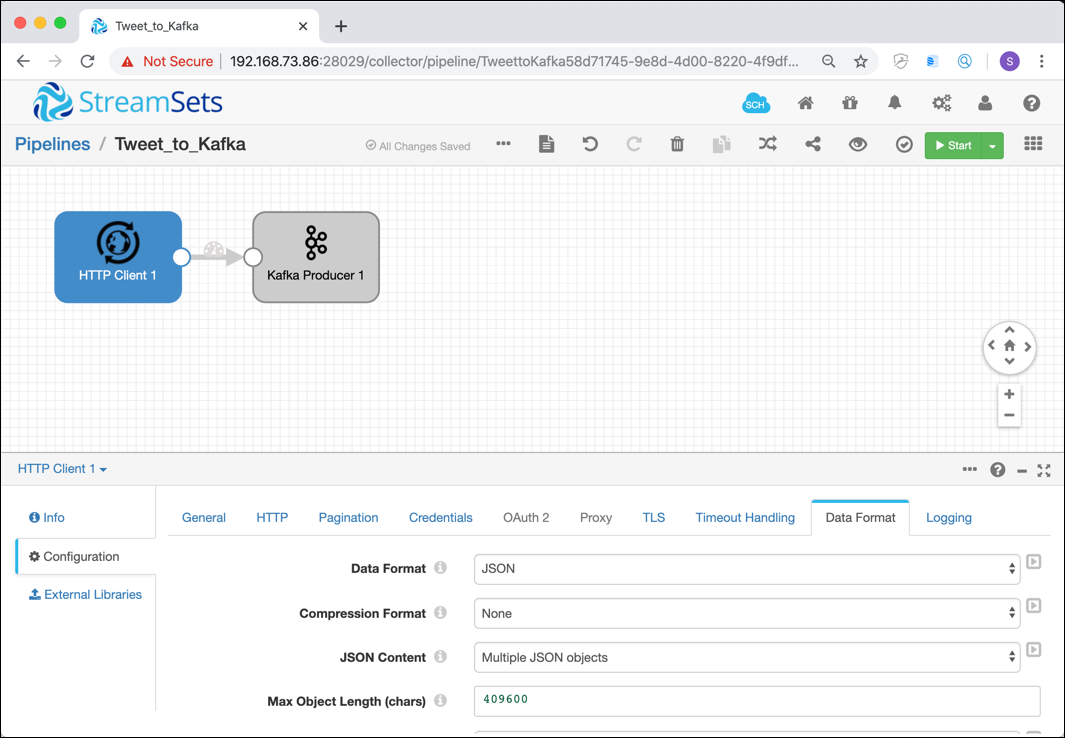 Tweet_to_Kafka
Not Secure
192.168.73.86:28029/collector/pipeline/TweettoKafka58d71745-9e8d-4d00-8220-4f9df...
S
StreamSets
SCH
Pipelines / Tweet_to_Kafka
All Changes Saved
Start
HTTP Client 1
Kafka Producer 1
HTTP Client 1
Info
Configuration
External Libraries
General HTTP Pagination Credentials OAuth 2 Proxy TLS Timeout Handling Data Format Logging
Data Format JSON
Compression Format None
JSON Content Multiple JSON objects
Max Object Length (chars) 409600